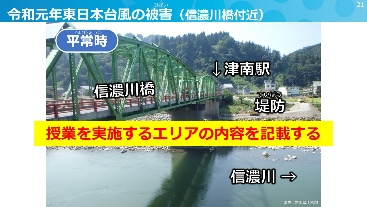 令和元年東日本台風の被害（信濃川橋付近）
21
平常時
↓津南駅
信濃川橋
堤防
授業を実施するエリアの内容を記載する
信濃川→